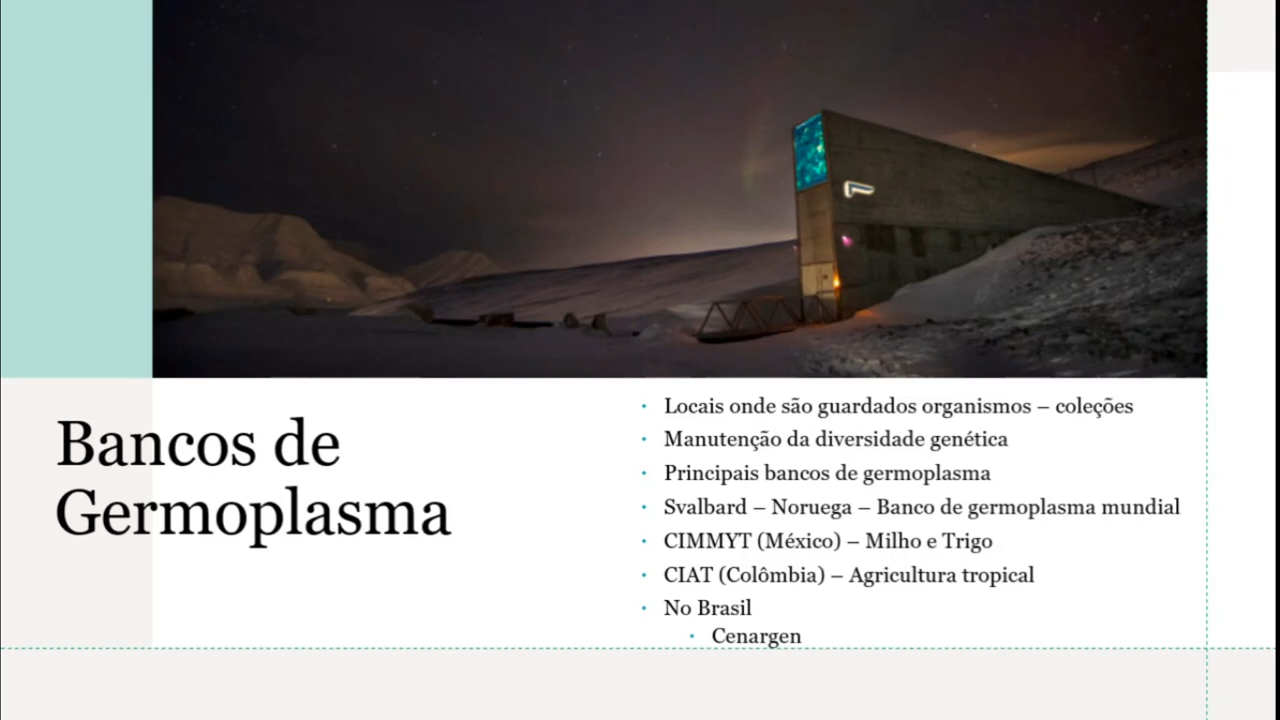 Bancos de
Germoplasma
Locais onde são guardados organismos – coleções
Manutenção da diversidade genética
Principais bancos de germoplasma
Svalbard – Noruega – Banco de germoplasma mundial
CIMMYT (México) – Milho e Trigo
CIAT (Colômbia) – Agricultura tropical
No Brasil
Cenargen